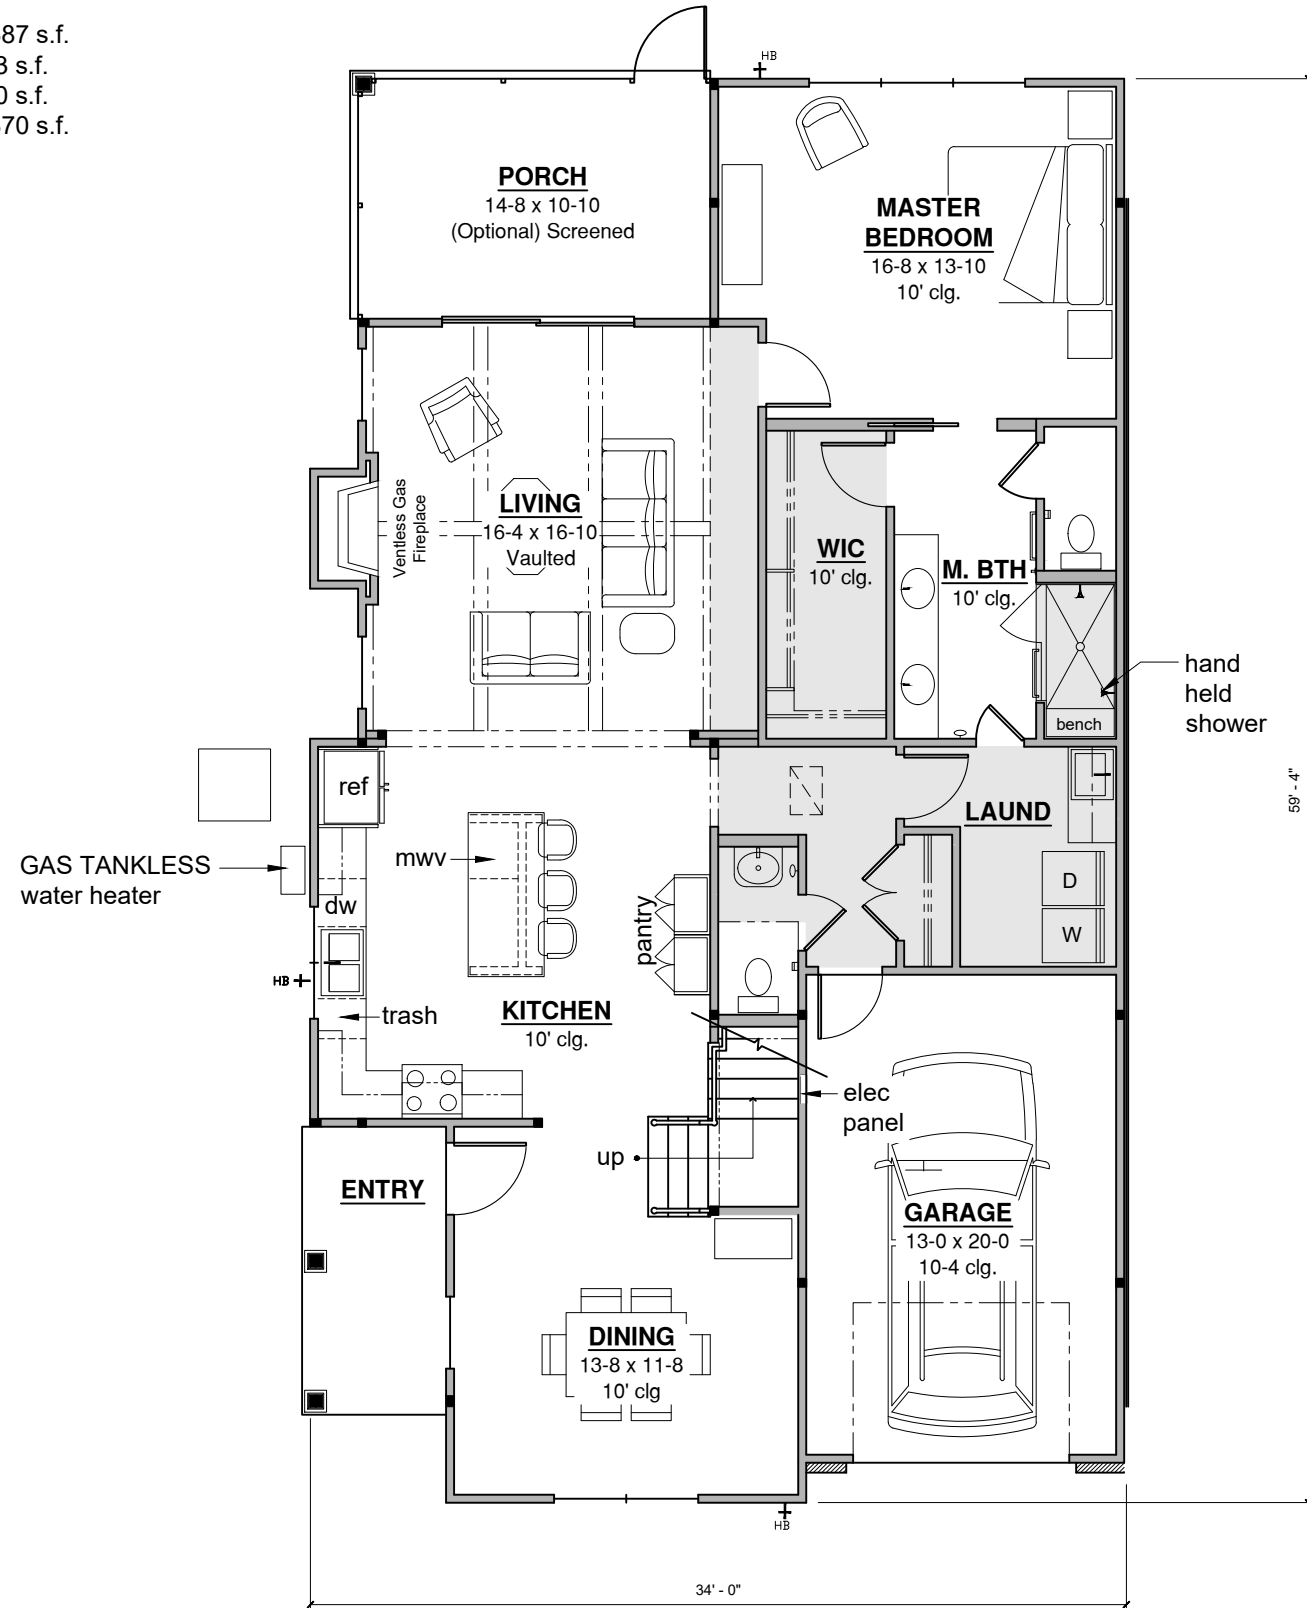 87 s.f.
s.f.
s.f.
70 s.f.
HB
PORCH
14-8 x 10-10
(Optional) Screened
MASTER
BEDROOM
16-8 x 13-10
10' clg.
Ventless Gas
Fireplace
LIVING
16-4 x 16-10
Vaulted
WIC
10' clg.
M. BTH
10' clg.
bench
hand
held
shower
59' - 4"
ref
GAS TANKLESS
water heater
mwv
dw
HB
trash
pantry
KITCHEN
10' clg.
LAUND
D
W
elec
panel
up
ENTRY
GARAGE
13-0 x 20-0
10-4 clg.
DINING
13-8 x 11-8
10' clg
HB
34' - 0"